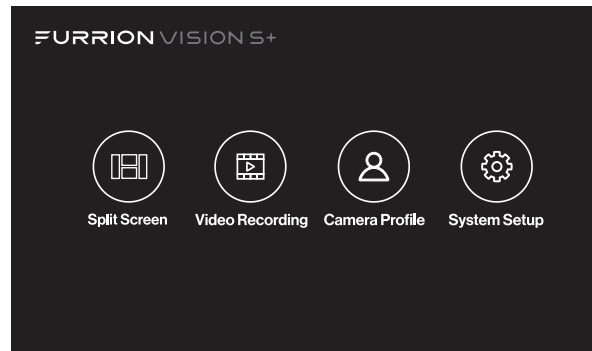 FURRION VISION S+
Split Screen Video Recording Camera Profile System Setup